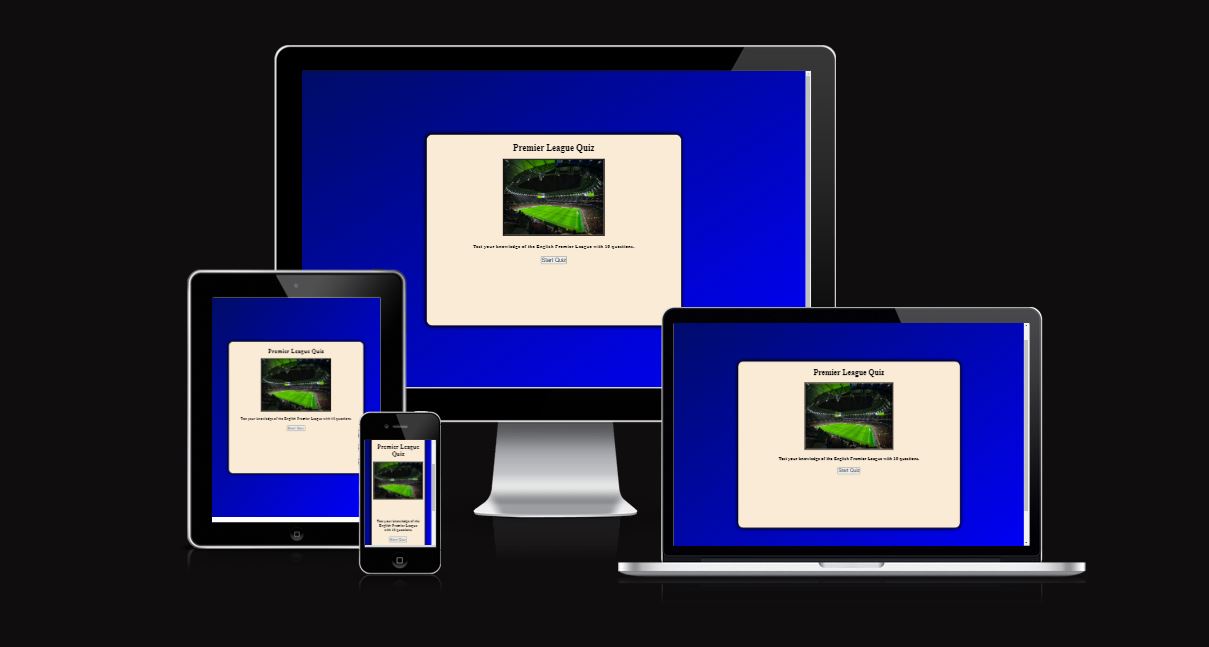 Premier League Quiz
Test your knowledge of the English Premier League with 10 questions.
Start Quiz
Premier League Quiz
Test your knowledge of the English Premier League with 10 questions.
Start Quiz
Premier League
Quiz
Test your knowledge of the
English Premier League
with 10 questions.
Start Quiz
Premier League Quiz
Test your knowledge of the English Premier League with 10 questions.
Start Quiz